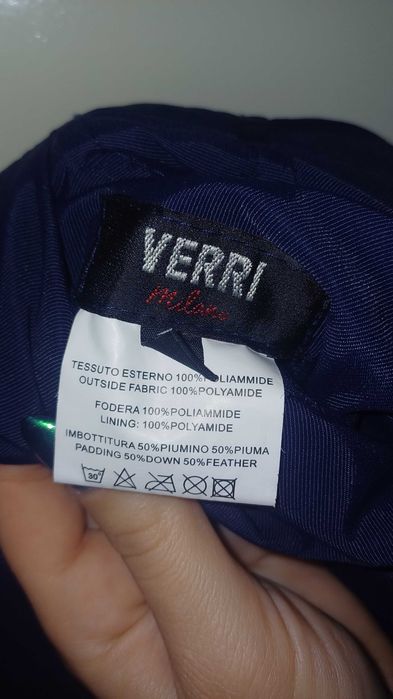 VERRI
milano
TESSUTO ESTERNO 100% POLIAMMIDE
OUTSIDE FABRIC 100% POLYAMIDE
FODERA 100% POLIAMMIDE
LINING: 100% POLYAMIDE
IMBOTTITURA 50% PIUMINO 50% PIUMA
PADDING 50% DOWN 50% FEATHER
30°